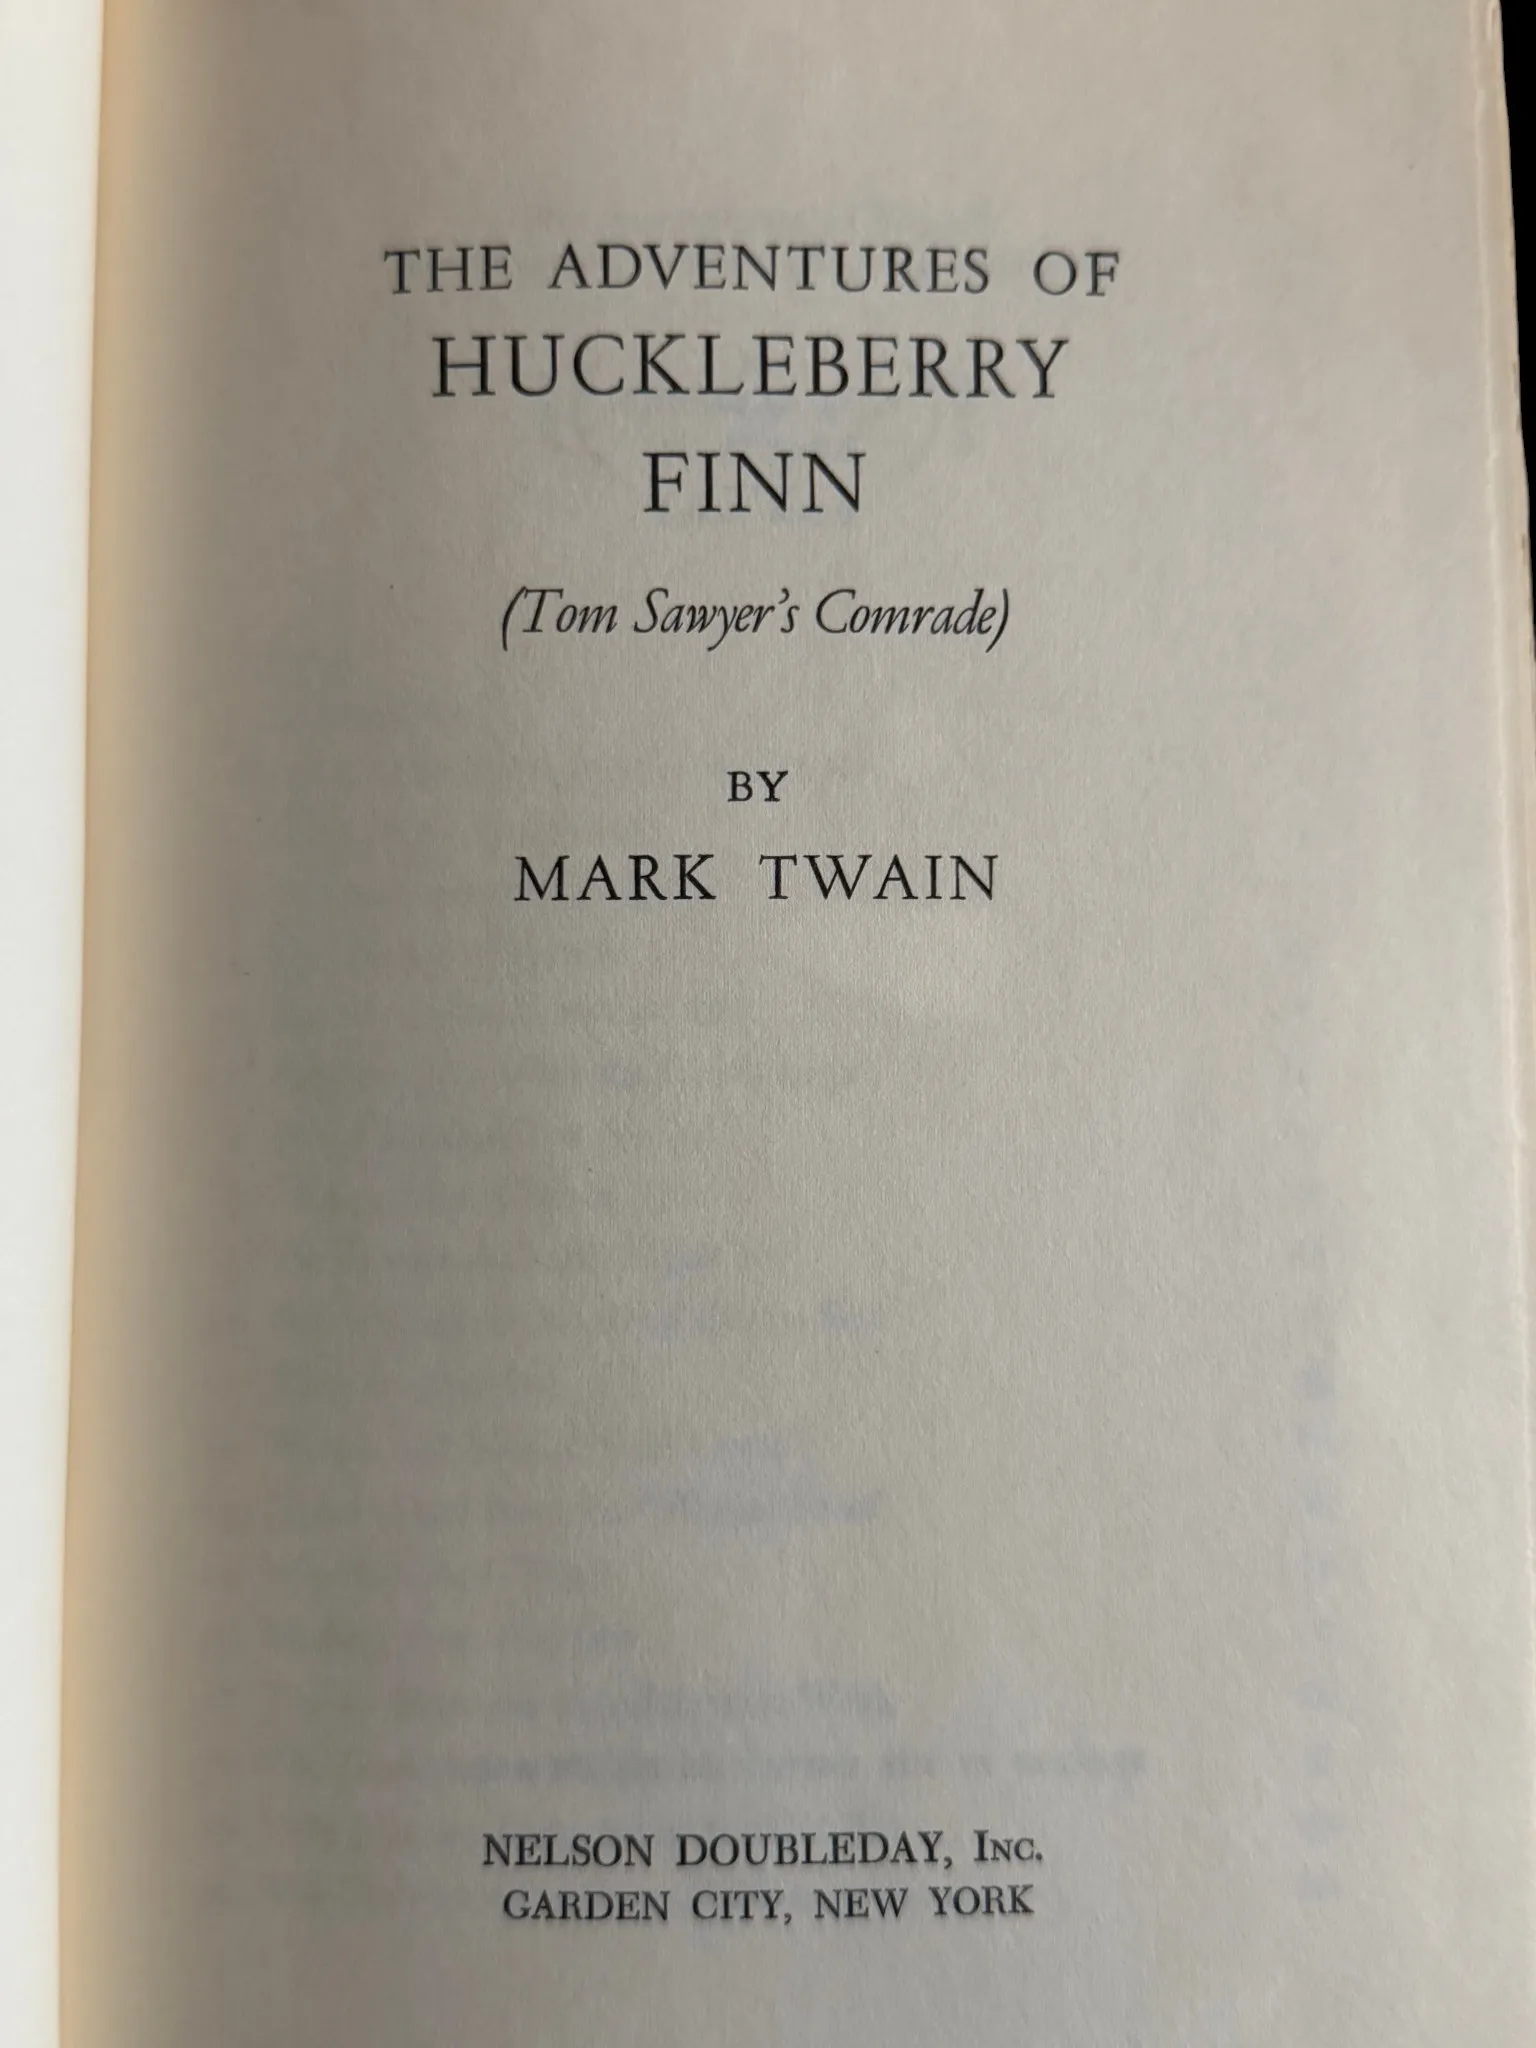 THE ADVENTURES OF
HUCKLEBERRY
FINN
(Tom Sawyer's Comrade)
BY
MARK TWAIN
NELSON DOUBLEDAY, INC.
GARDEN CITY, NEW YORK